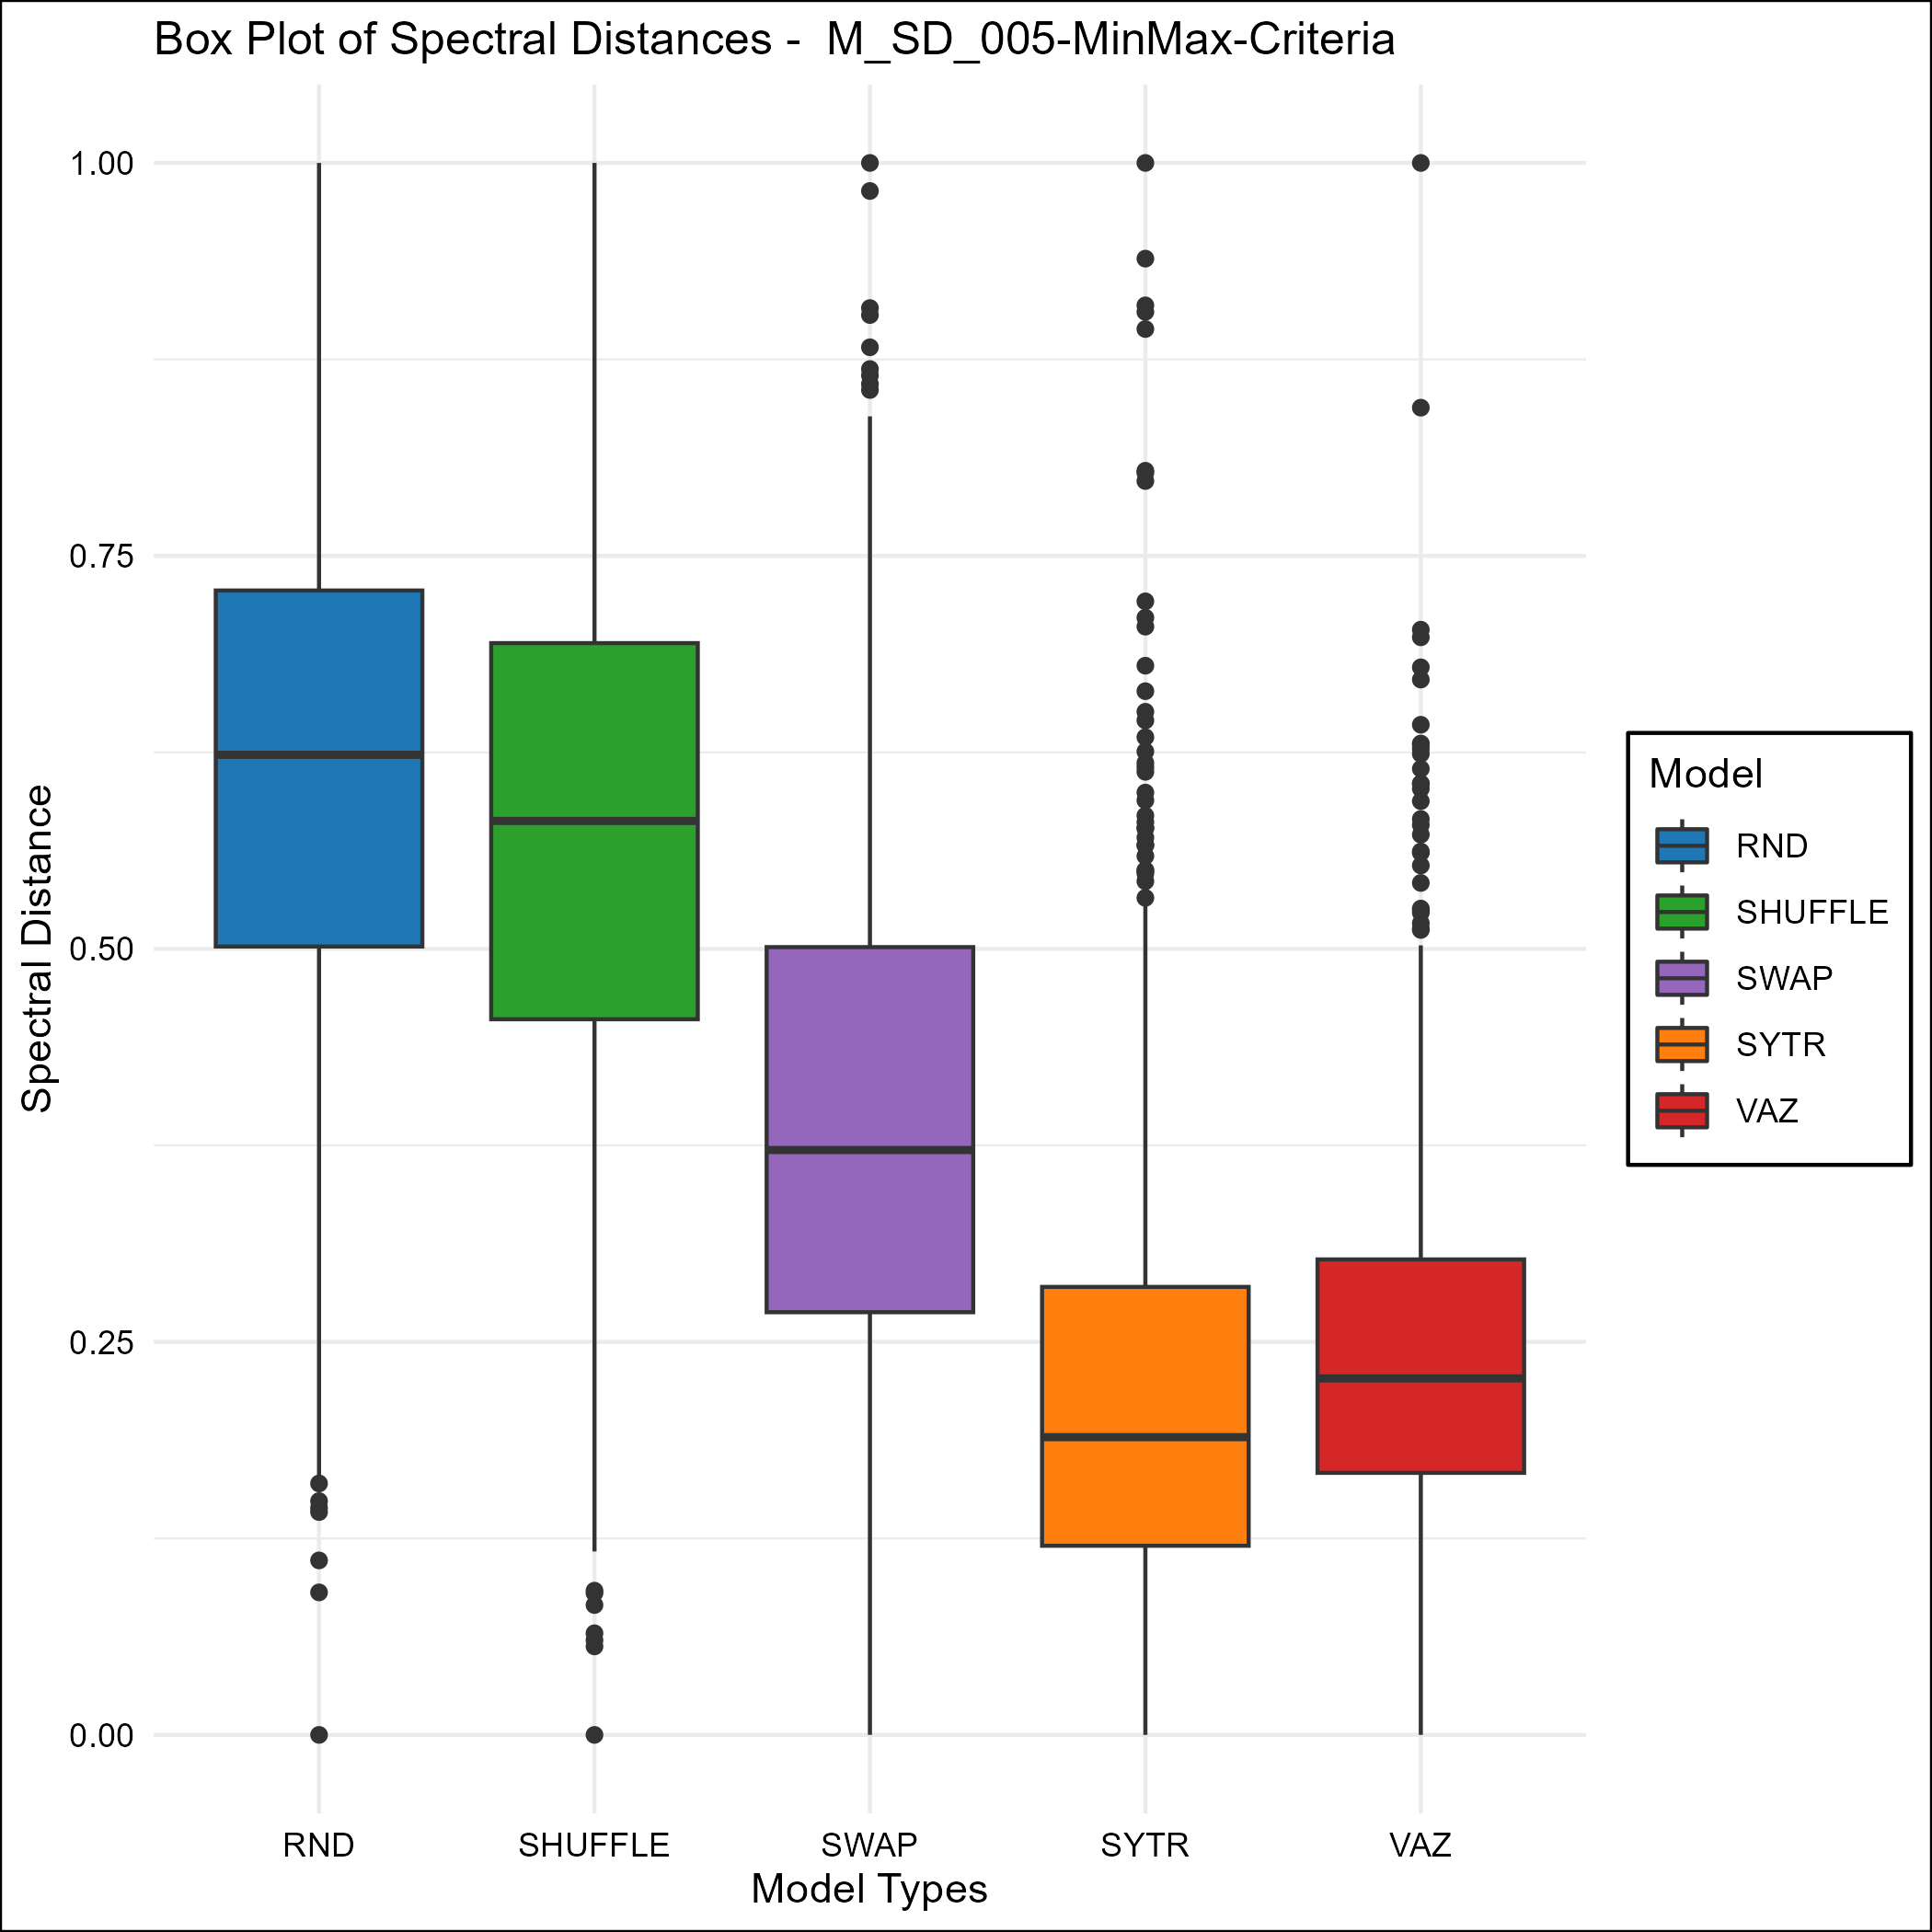 Box Plot of Spectral Distances -  M_SD_005-MinMax-Criteria
Spectral Distance
1.00
0.75
0.50
0.25
0.00
RND
SHUFFLE
SWAP
SYTR
VAZ
Model Types
Model
RND
SHUFFLE
SWAP
SYTR
VAZ